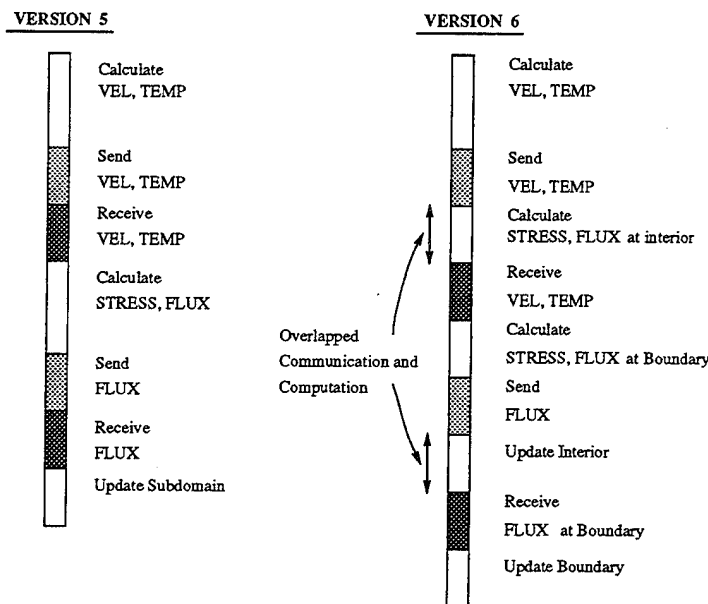 VERSION 5
Calculate
VEL, TEMP
Send
VEL, TEMP
Receive
VEL, TEMP
Calculate
STRESS, FLUX
Send
FLUX
Receive
FLUX
Update Subdomain
Overlapped
Communication and
Computation
VERSION 6
Calculate
VEL, TEMP
Send
VEL, TEMP
Calculate
STRESS, FLUX at interior
Receive
VEL, TEMP
Calculate
STRESS, FLUX at Boundary
Send
FLUX
Update Interior
Receive
FLUX at Boundary
Update Boundary